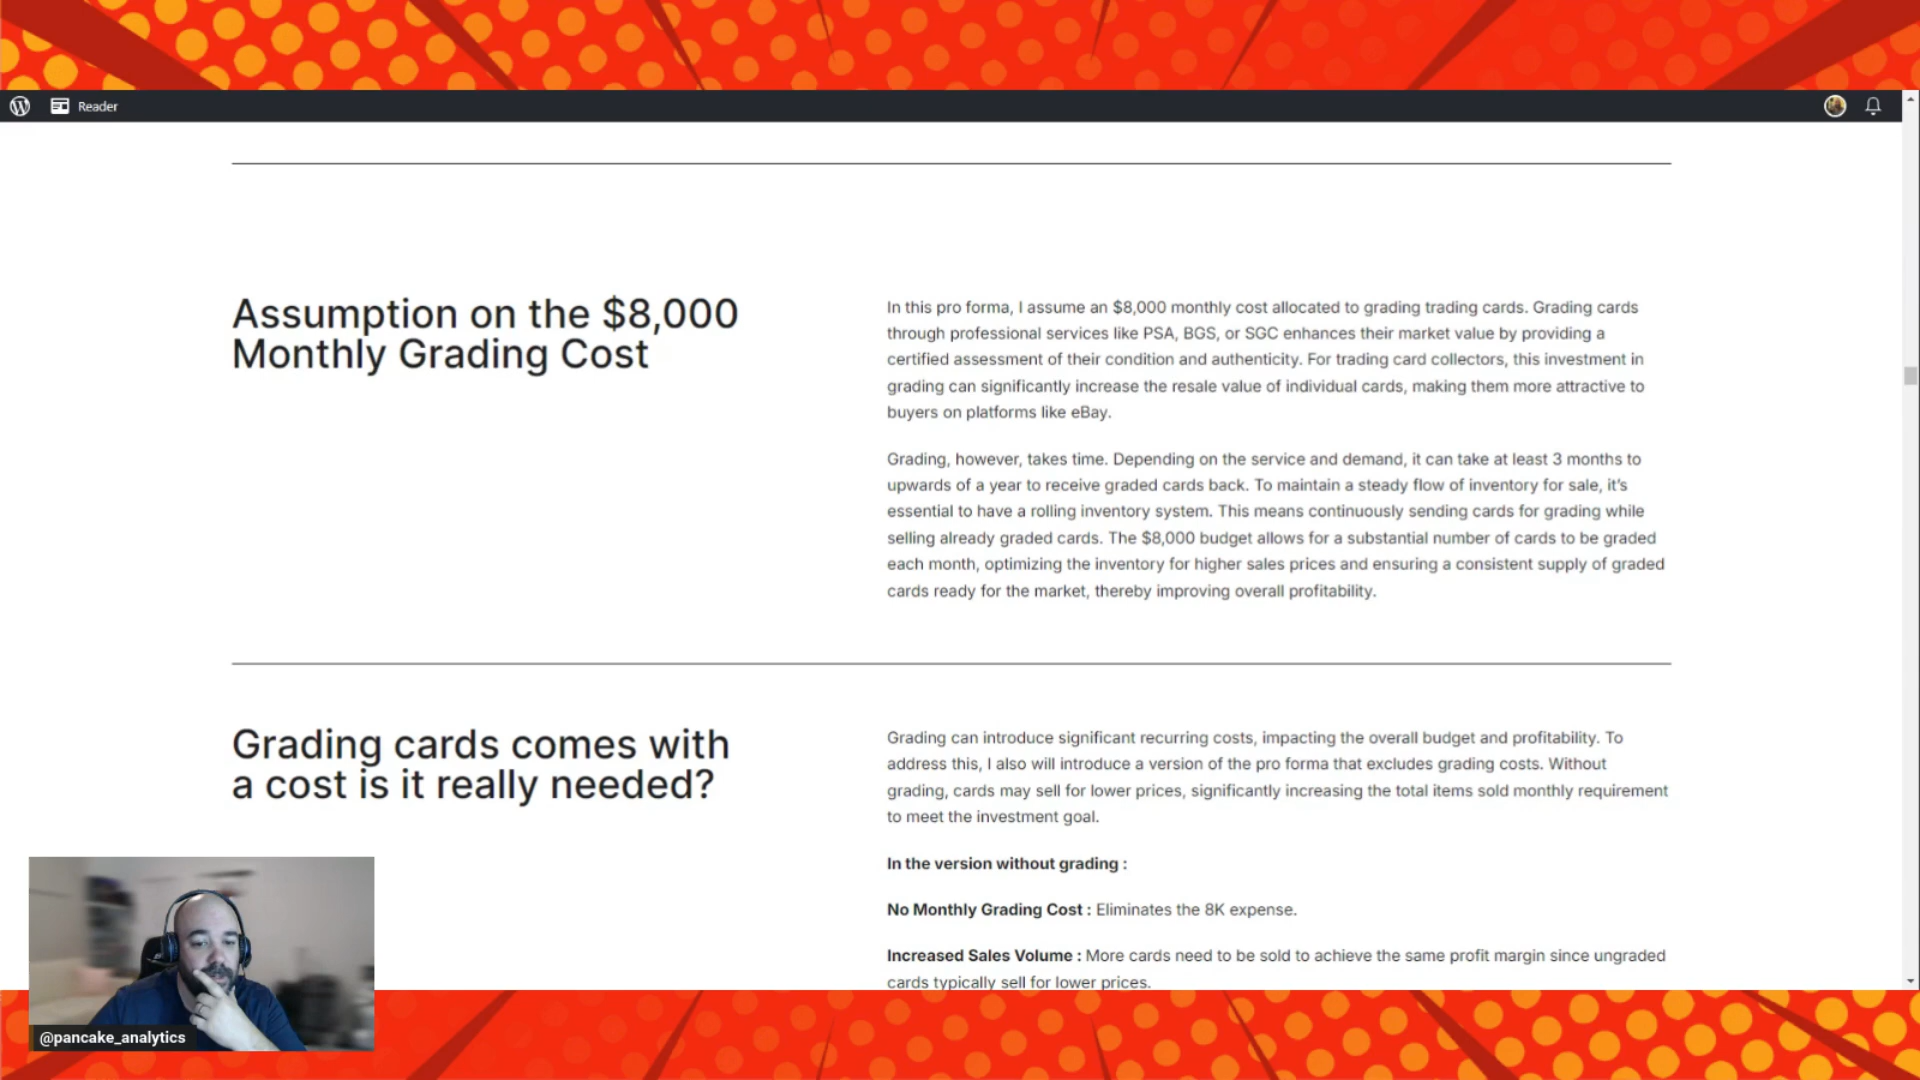 Reader
Assumption on the $8,000
Monthly Grading Cost
In this pro forma, I assume an $8,000 monthly cost allocated to grading trading cards. Grading cards
through professional services like PSA, BGS, or SGC enhances their market value by providing a
certified assessment of their condition and authenticity. For trading card collectors, this investment in
grading can significantly increase the resale value of individual cards, making them more attractive to
buyers on platforms like eBay.
Grading, however, takes time. Depending on the service and demand, it can take at least 3 months to
upwards of a year to receive graded cards back. To maintain a steady flow of inventory for sale, it’s
essential to have a rolling inventory system. This means continuously sending cards for grading while
selling already graded cards. The $8,000 budget allows for a substantial number of cards to be graded
each month, optimizing the inventory for higher sales prices and ensuring a consistent supply of graded
cards ready for the market, thereby improving overall profitability.
Grading cards comes with
a cost is it really needed?
Grading can introduce significant recurring costs, impacting the overall budget and profitability. To
address this, I also will introduce a version of the pro forma that excludes grading costs. Without
grading, cards may sell for lower prices, significantly increasing the total items sold monthly requirement
to meet the investment goal.
In the version without grading :
No Monthly Grading Cost : Eliminates the 8K expense.
Increased Sales Volume : More cards need to be sold to achieve the same profit margin since ungraded
cards typically sell for lower prices.
@pancake_analytics